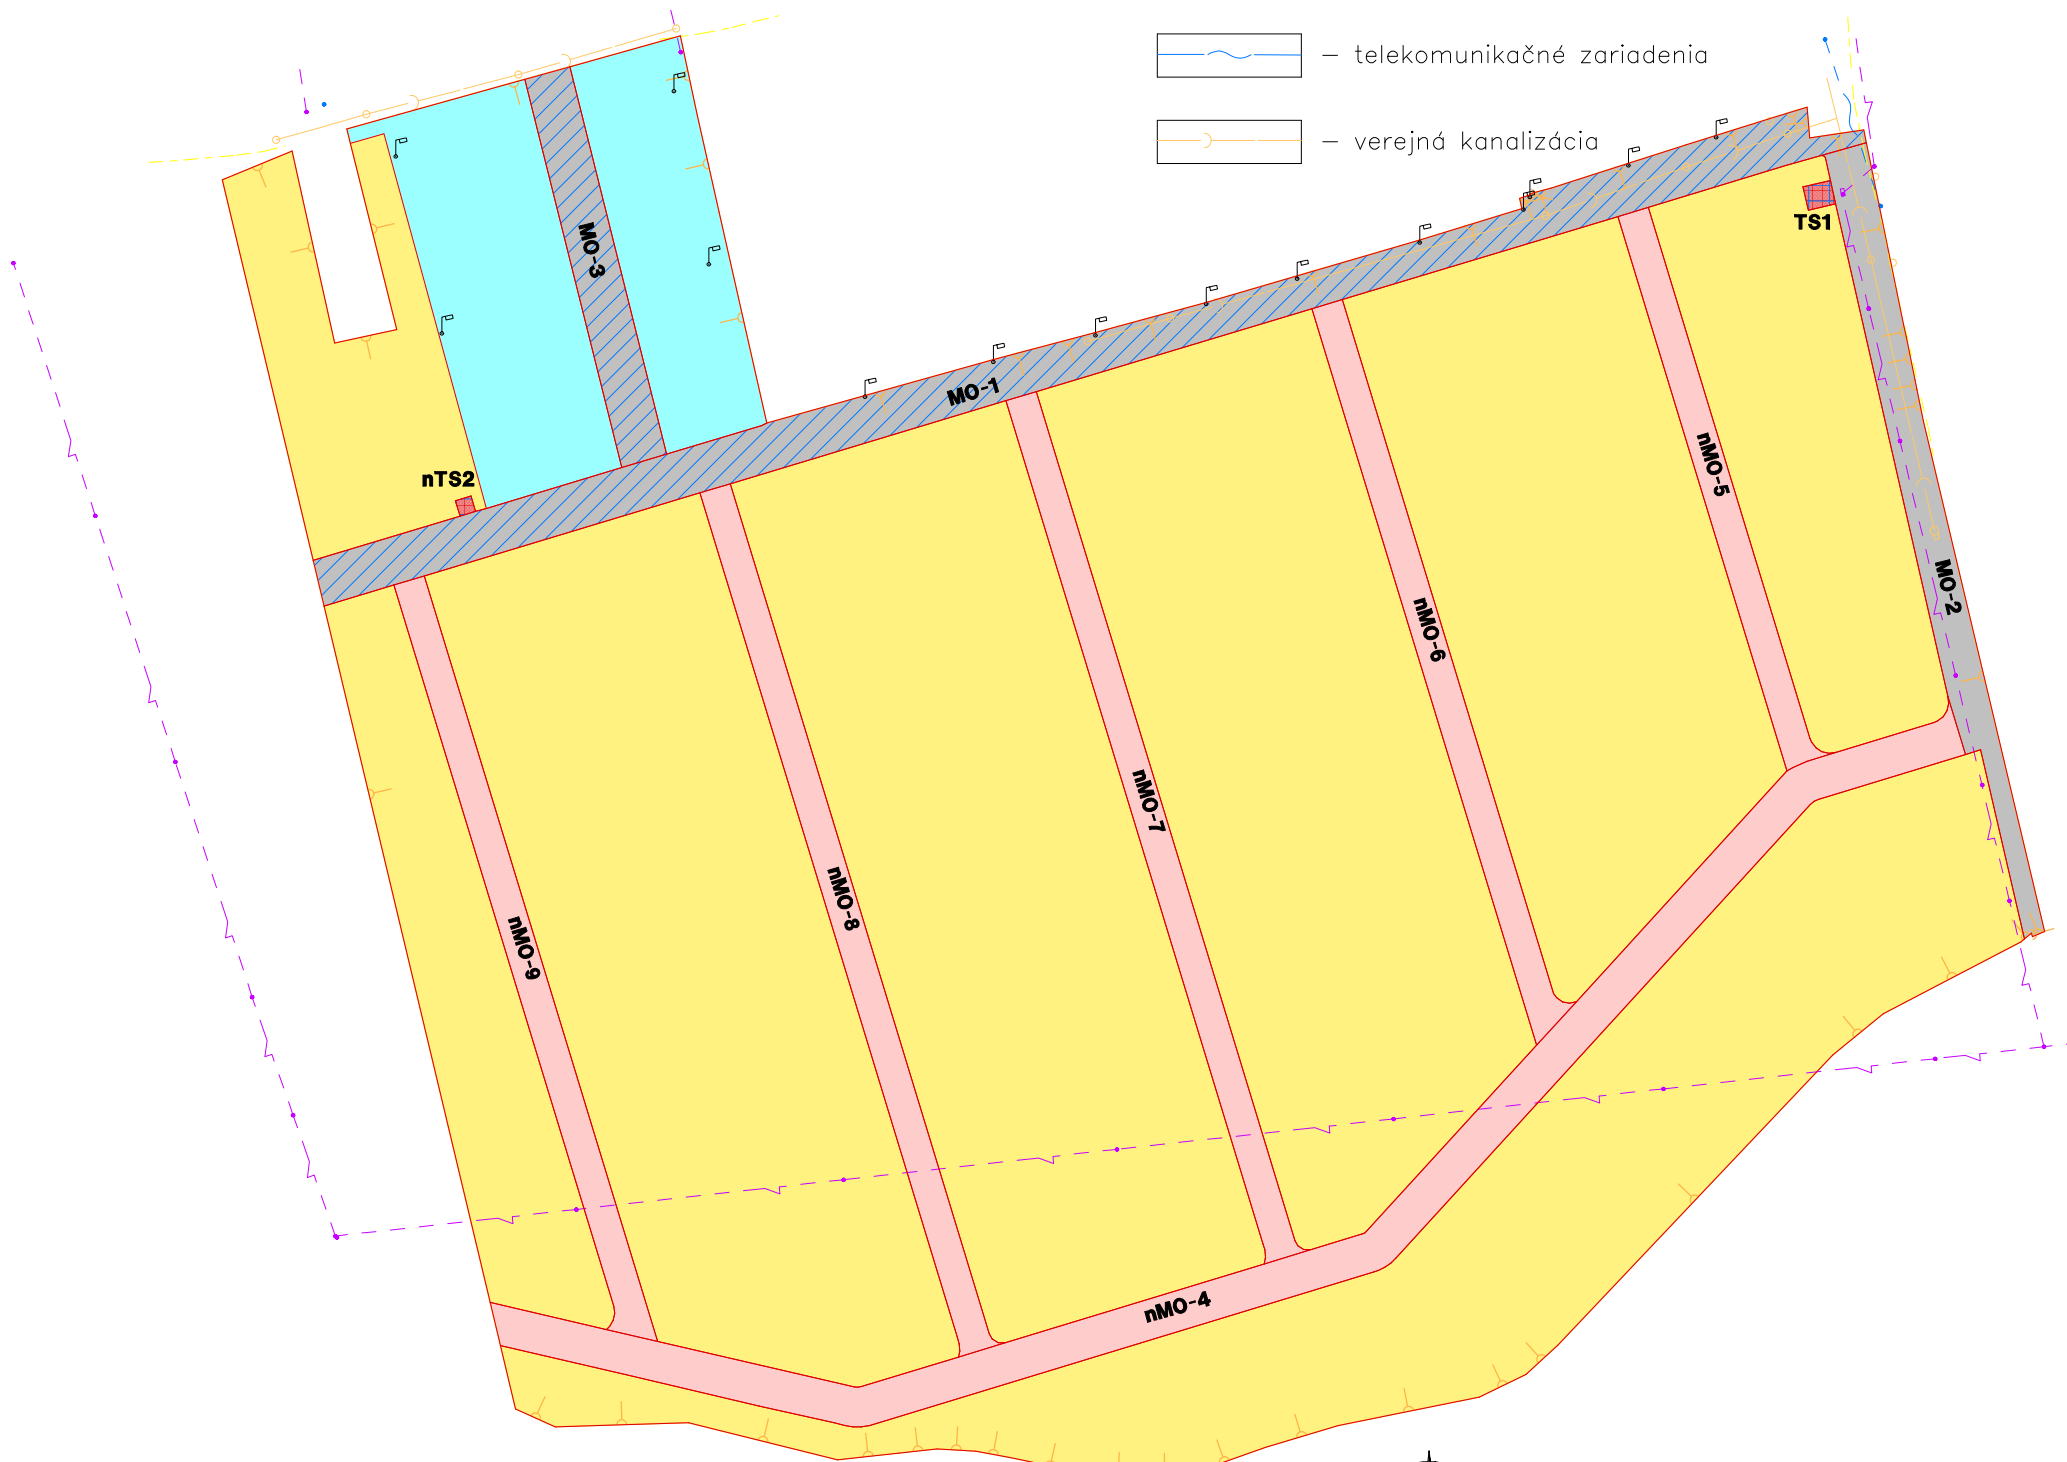 – telekomunikačné zariadenia
– verejná kanalizácia
MO-3
TS1
MO-1
nTS2
nMO-5
MO-2
nMO-6
nMO-7
nMO-8
nMO-9
nMO-4